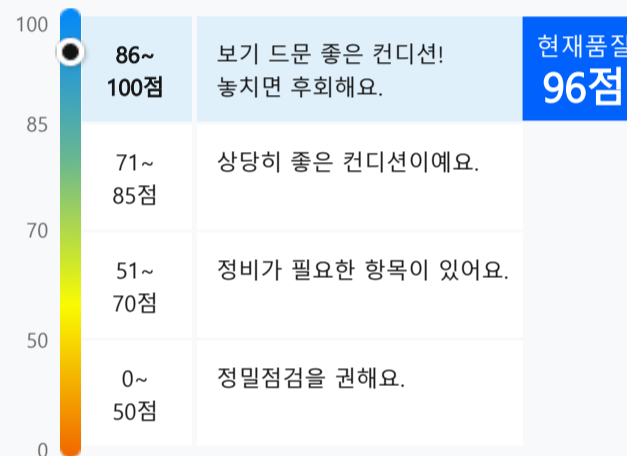 100
86~
100점
보기 드문 좋은 컨디션!
놓치면 후회해요.
현재품질
96점
85
71~
85점
상당히 좋은 컨디션이예요.
70
51~
70점
정비가 필요한 항목이 있어요.
50
0~
50점
정밀점검을 권해요.
0